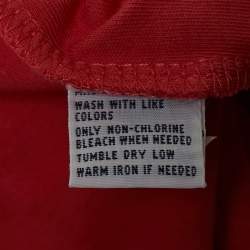 WASH WITH LIKE
COLORS
ONLY NON-CHLORINE
BLEACH WHEN NEEDED
TUMBLE DRY LOW
WARM IRON IF NEEDED